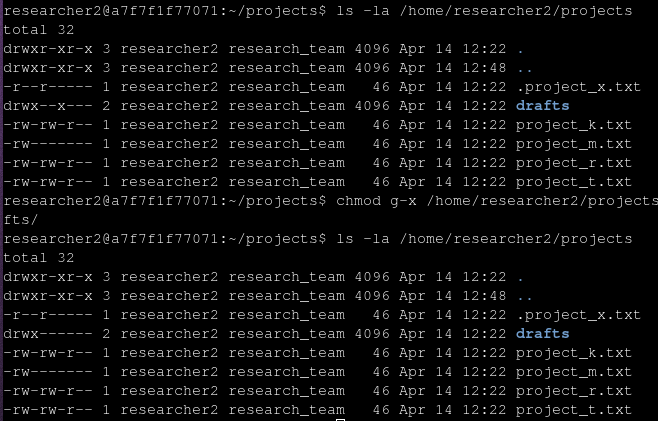 researcher2@a7f7f1f77071:~/projects$ ls -la /home/researcher2/projects
total 32
drwxr-xr-x 3 researcher2 research_team 4096 Apr 14 12:22 .
drwxr-xr-x 3 researcher2 research_team 4096 Apr 14 12:48 ..
-r--r----- 1 researcher2 research_team   46 Apr 14 12:22 .project_x.txt
drwx--x--- 2 researcher2 research_team 4096 Apr 14 12:22 drafts
-rw-rw-r-- 1 researcher2 research_team   46 Apr 14 12:22 project_k.txt
-rw------- 1 researcher2 research_team   46 Apr 14 12:22 project_m.txt
-rw-rw-r-- 1 researcher2 research_team   46 Apr 14 12:22 project_r.txt
-rw-rw-r-- 1 researcher2 research_team   46 Apr 14 12:22 project_t.txt
researcher2@a7f7f1f77071:~/projects$ chmod g-x /home/researcher2/projects
fts/
researcher2@a7f7f1f77071:~/projects$ ls -la /home/researcher2/projects
total 32
drwxr-xr-x 3 researcher2 research_team 4096 Apr 14 12:22 .
drwxr-xr-x 3 researcher2 research_team 4096 Apr 14 12:48 ..
-r--r----- 1 researcher2 research_team   46 Apr 14 12:22 .project_x.txt
drwx------ 2 researcher2 research_team 4096 Apr 14 12:22 drafts
-rw-rw-r-- 1 researcher2 research_team   46 Apr 14 12:22 project_k.txt
-rw------- 1 researcher2 research_team   46 Apr 14 12:22 project_m.txt
-rw-rw-r-- 1 researcher2 research_team   46 Apr 14 12:22 project_r.txt
-rw-rw-r-- 1 researcher2 research_team   46 Apr 14 12:22 project_t.txt